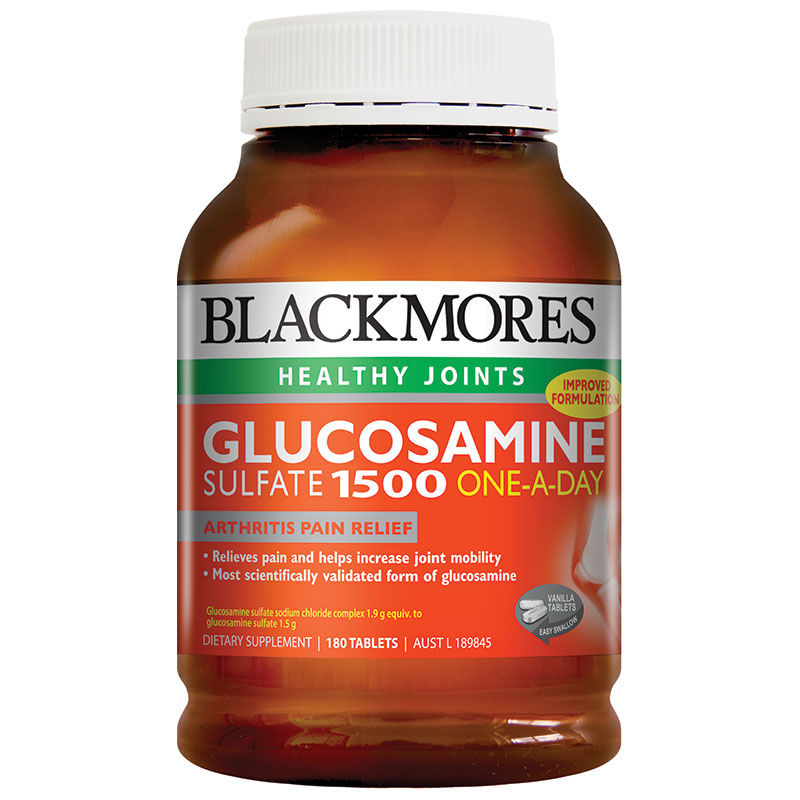 BLACKMORES
HEALTHY JOINTS
IMPROVED
FORMULATION
GLUCOSAMINE
SULFATE 1500 ONE-A-DAY
ARTHRITIS PAIN RELIEF
• Relieves pain and helps increase joint mobility
• Most scientifically validated form of glucosamine
Glucosamine sulfate sodium chloride complex 1.9 g equiv. to
glucosamine sulfate 1.5 g
VANILLA
TABLETS
EASY SWALLOW
DIETARY SUPPLEMENT | 180 TABLETS | AUST L 189845